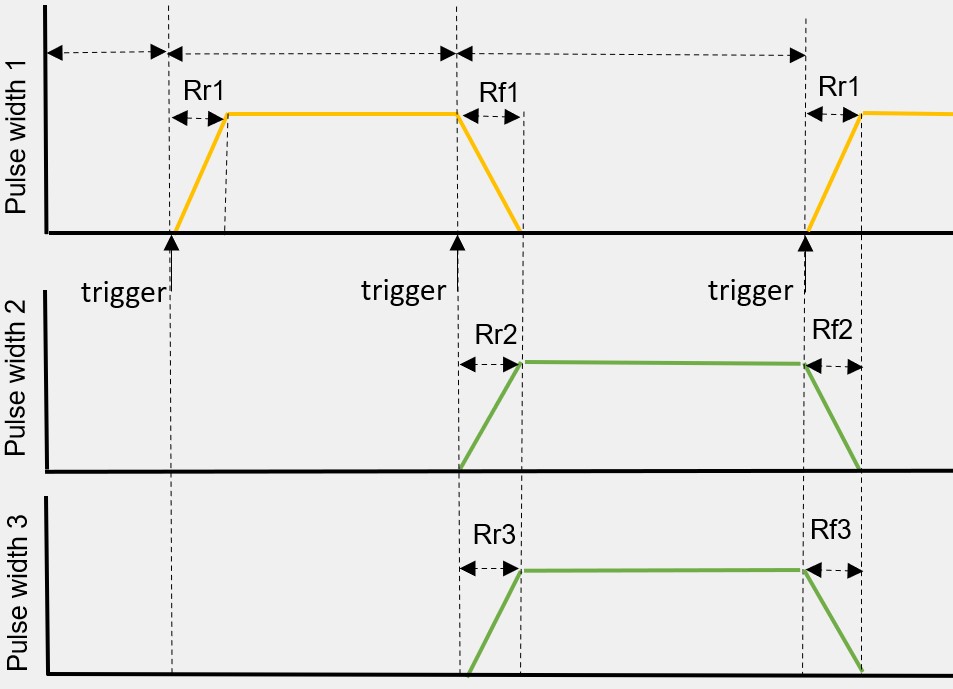 Pulse width 1
Rr1
Rf1
Rr1
trigger
trigger
trigger
Pulse width 2
Rr2
Rf2
Pulse width 3
Rr3
Rf3